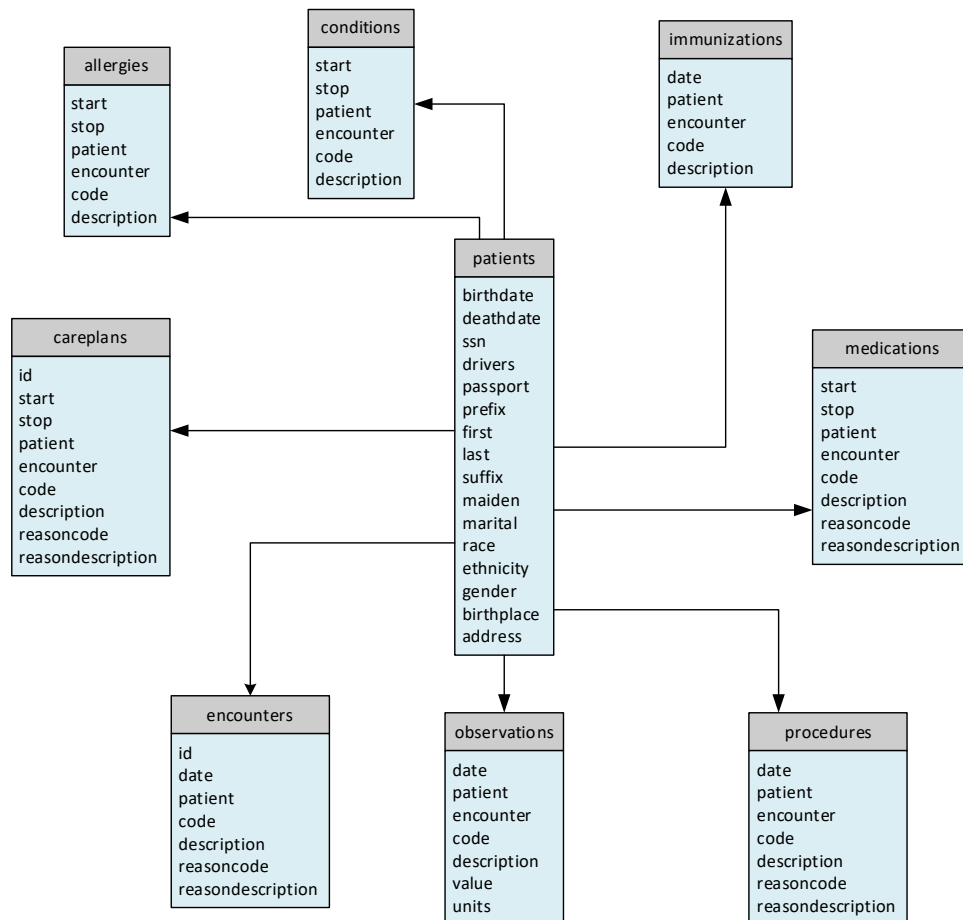 conditions
start
stop
patient
encounter
code
description
immunizations
date
patient
encounter
code
description
allergies
start
stop
patient
encounter
code
description
patients
birthdate
deathdate
ssn
drivers
passport
prefix
first
last
suffix
maiden
marital
race
ethnicity
gender
birthplace
address
careplans
id
start
stop
patient
encounter
code
description
reasoncode
reasondescription
medications
start
stop
patient
encounter
code
description
reasoncode
reasondescription
encounters
id
date
patient
code
description
reasoncode
reasondescription
observations
date
patient
encounter
code
description
value
units
procedures
date
patient
encounter
code
description
reasoncode
reasondescription